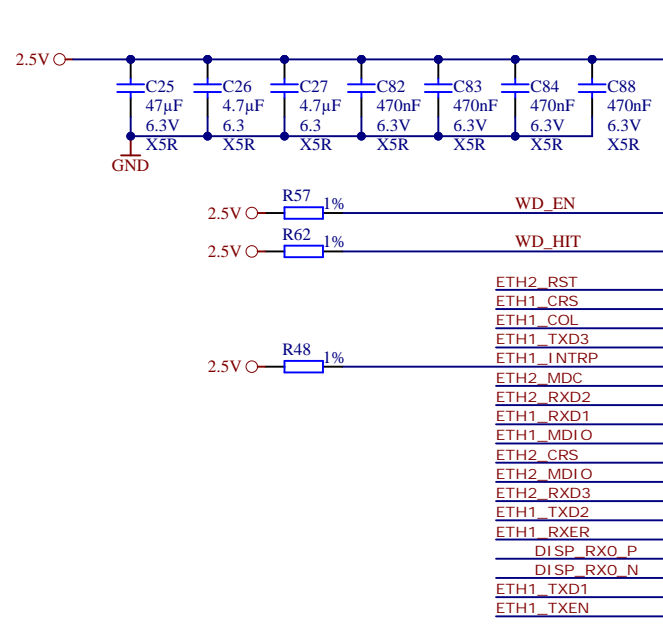 2.5V
C25
47µF
6.3V
X5R
C26
4.7µF
6.3
X5R
C27
4.7µF
6.3
X5R
C82
470nF
6.3V
X5R
C83
470nF
6.3V
X5R
C84
470nF
6.3V
X5R
C88
470nF
6.3V
X5R
GND
R57
2.5V
1%
WD_EN
R62
2.5V
1%
WD_HIT
ETH2_RST
ETH1_CRS
ETH1_COL
ETH1_TXD3
R48
2.5V
1%
ETH1_INTRP
ETH2_MDC
ETH2_RXD2
ETH1_RXD1
ETH1_MDIO
ETH2_CRS
ETH2_MDIO
ETH2_RXD3
ETH1_TXD2
ETH1_RXER
DISP_RX0_P
DISP_RX0_N
ETH1_TXD1
ETH1_TXEN